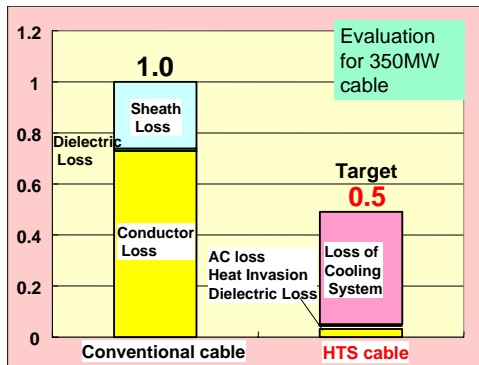 1.2
1
0.8
0.6
0.4
0.2
0
Evaluation
for 350MW
cable
1.0
Sheath
Loss
Dielectric
Loss
Conductor
Loss
Target
0.5
AC loss
Heat Invasion
Dielectric Loss
Loss of
Cooling
System
Conventional cable
HTS cable